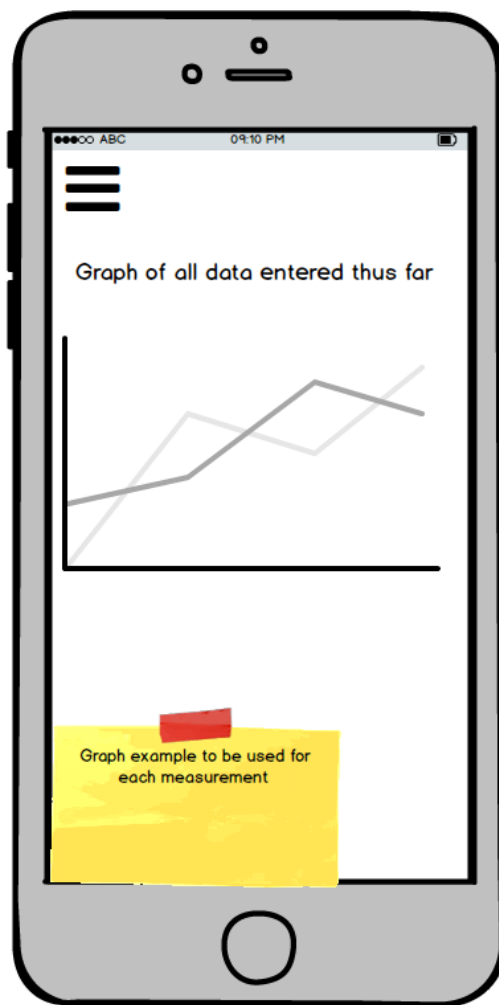 ABC 09:10 PM
Graph of all data entered thus far
Graph example to be used for
each measurement